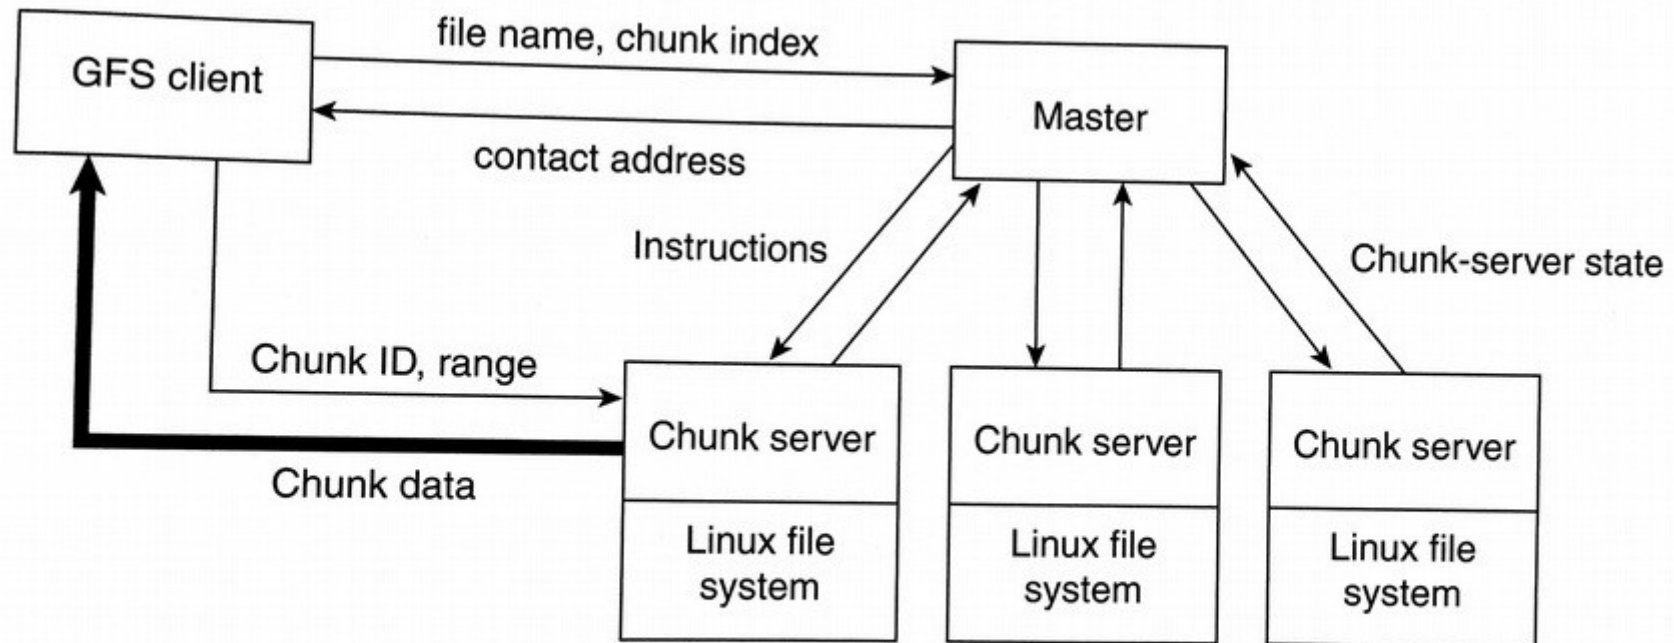 GFS client
file name, chunk index
Master
contact address
Instructions
Chunk-server state
Chunk ID, range
Chunk data
Chunk server
Linux file
system
Chunk server
Linux file
system
Chunk server
Linux file
system